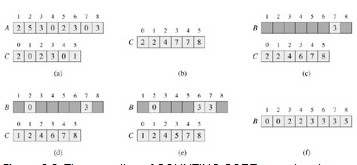 1 2 3 4 5 6 7 8
A 2 5 3 0 2 3 0 3
0 1 2 3 4 5
C 2 0 2 3 0 1
(a)
0 1 2 3 4 5
C 2 2 4 7 7 8
(b)
1 2 3 4 5 6 7 8
B 3
0 1 2 3 4 5
C 2 2 4 6 7 8
(c)
1 2 3 4 5 6 7 8
B 0 3
0 1 2 3 4 5
C 1 2 4 6 7 8
(d)
1 2 3 4 5 6 7 8
B 0 3 3
0 1 2 3 4 5
C 1 2 4 5 7 8
(e)
1 2 3 4 5 6 7 8
B 0 0 2 2 3 3 3 5
(f)